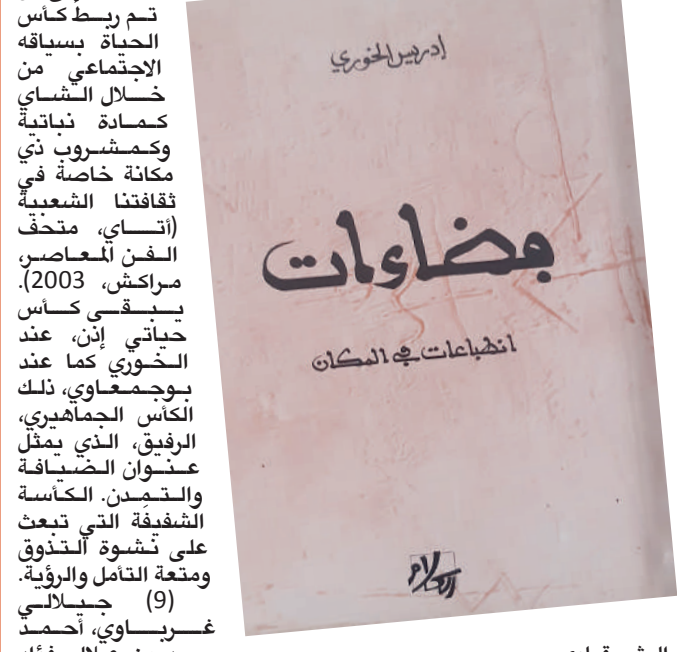 تم ربط كأس
الحياة بسياقه
الاجتماعي من
خلال الشاي
كمادة نباتية
وكمشروب ذي
مكانة خاصة في
ثقافتنا الشعبية
(أتاي، متحف
الفن المعاصر،
مراكش، 2003).
يبقى كأس
حياتي إذن، عند
الخوري كما عند
بوجمعاوي، ذلك
الكأس الجماهيري،
الرفيق، الذي يمثل
عنوان الضيافة
والتمدن. الكأسة
الشفيفة التي تبعث
على نشوة التذوق
ومتعة التأمل والرؤية.
(9) جيلالي
غرباوي، أحمد
إدريس الخوري
فضاءات
انطباعات في المكان
الكلام